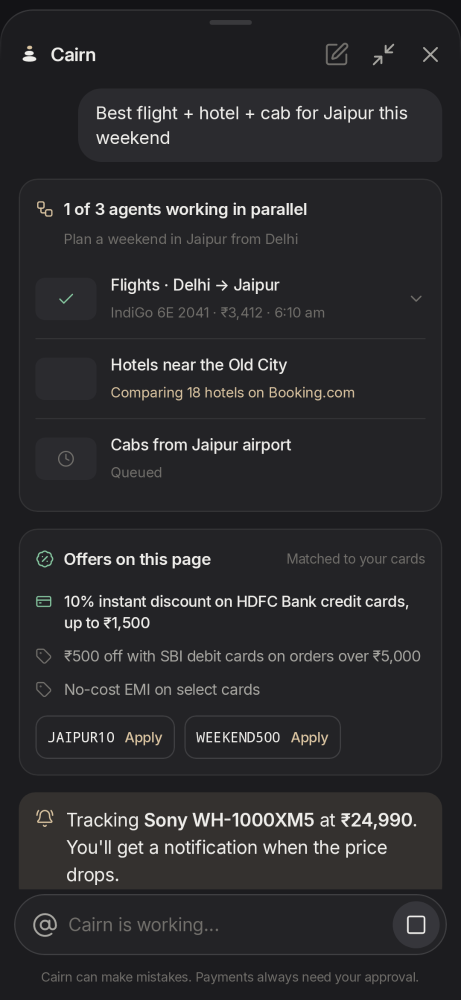 Cairn
Best flight + hotel + cab for Jaipur this
weekend
1 of 3 agents working in parallel
Plan a weekend in Jaipur from Delhi
Flights · Delhi → Jaipur
IndiGo 6E 2041 · ₹3,412 · 6:10 am
Hotels near the Old City
Comparing 18 hotels on Booking.com
Cabs from Jaipur airport
Queued
Offers on this page Matched to your cards
10% instant discount on HDFC Bank credit cards,
up to ₹1,500
₹500 off with SBI debit cards on orders over ₹5,000
No-cost EMI on select cards
JAIPUR10 Apply WEEKEND500 Apply
Tracking Sony WH-1000XM5 at ₹24,990.
You'll get a notification when the price
drops.
Cairn is working...
Cairn can make mistakes. Payments always need your approval.